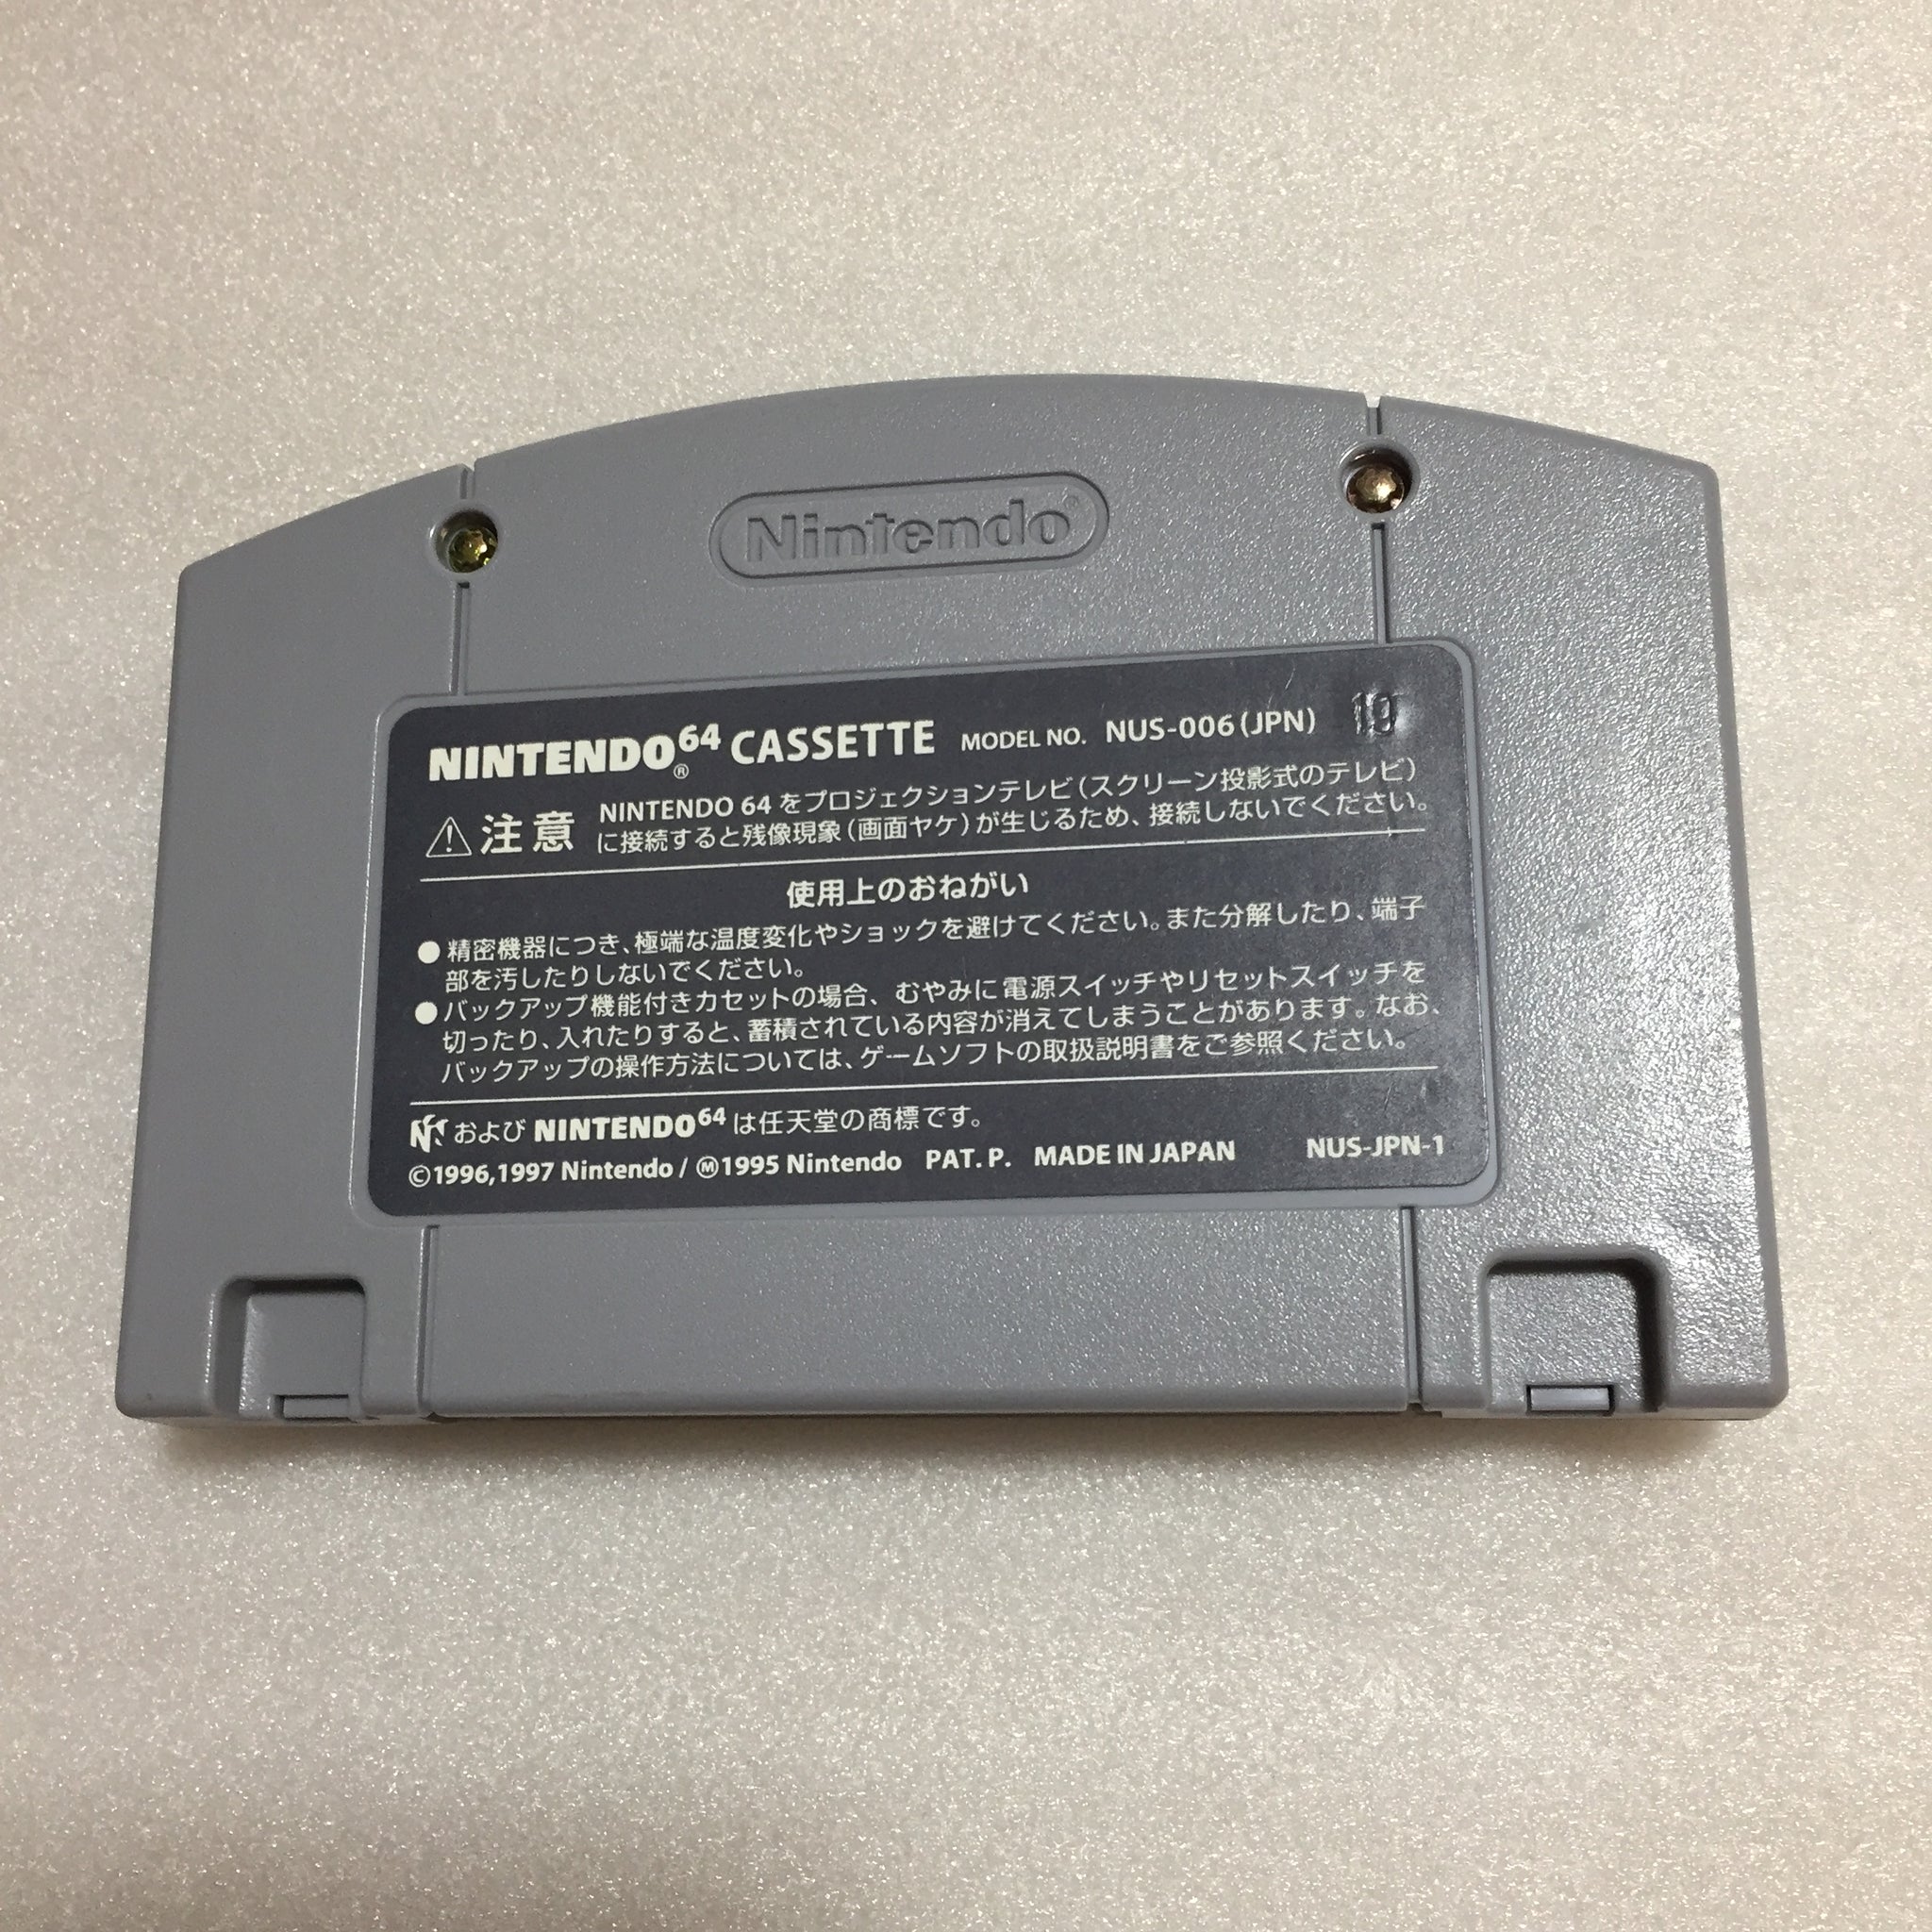 Nintendo®
NINTENDO64® CASSETTE MODEL NO. NUS-006(JPN) 19
注意 NINTENDO 64 をプロジェクションテレビ(スクリーン投影式のテレビ)
に接続すると残像現象(画面ヤケ)が生じるため、接続しないでください。
使用上のおねがい
●精密機器につき、極端な温度変化やショックを避けてください。また分解したり、端子
部を汚したりしないでください。
●バックアップ機能付きカセットの場合、むやみに電源スイッチやリセットスイッチを
切ったり、入れたりすると、蓄積されている内容が消えてしまうことがあります。なお、
バックアップの操作方法については、ゲームソフトの取扱説明書をご参照ください。
および NINTENDO64 は任天堂の商標です。
©1996,1997 Nintendo / Ⓜ1995 Nintendo PAT. P. MADE IN JAPAN NUS-JPN-1